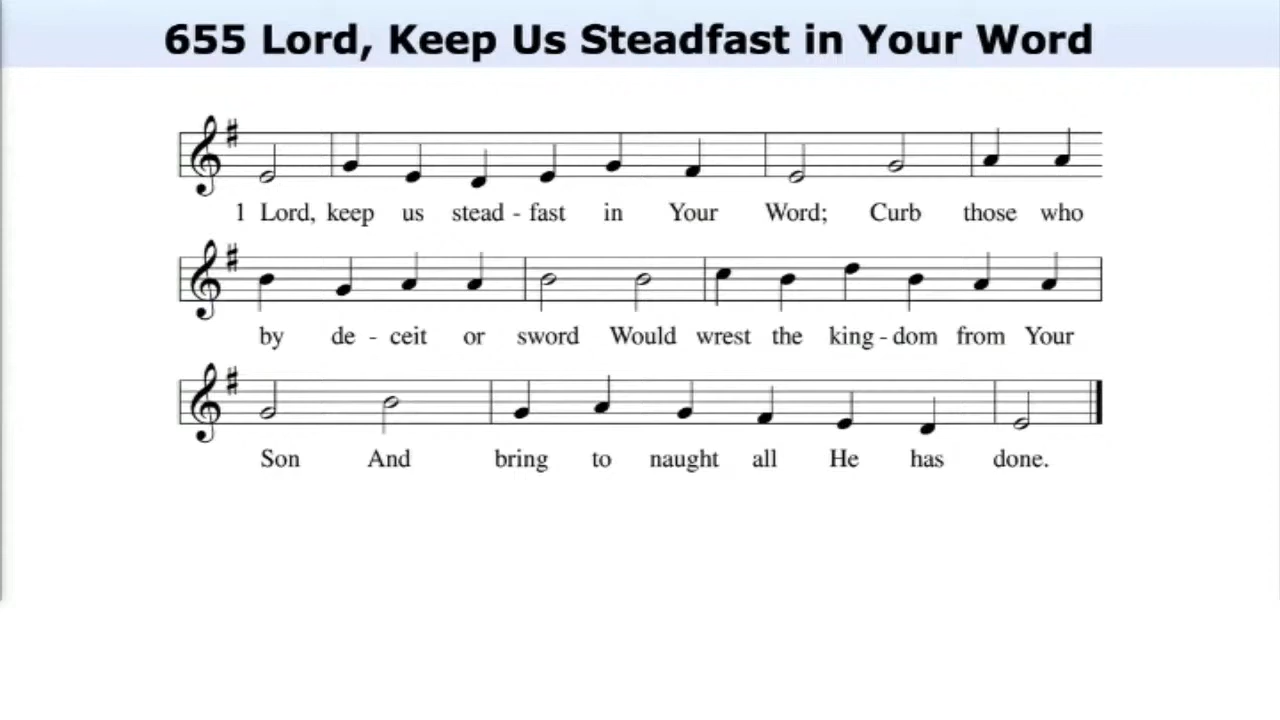 655 Lord, Keep Us Steadfast in Your Word
1 Lord, keep us stead - fast in Your Word; Curb those who
by de - ceit or sword Would wrest the king - dom from Your
Son And bring to naught all He has done.